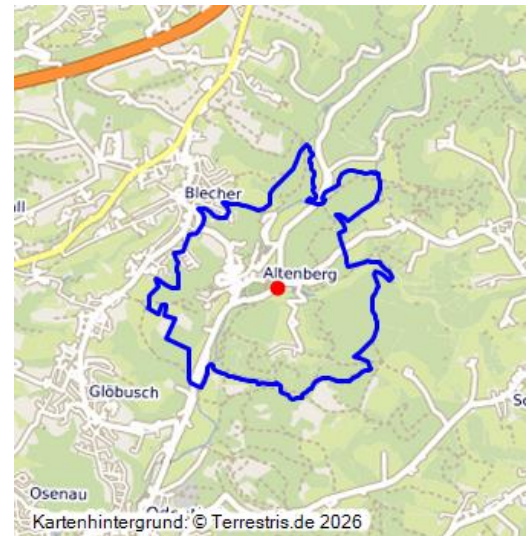 Blecher
Altenberg
Glöbusch
Osenau
Kartenhintergrund: © Terrestris.de 2026